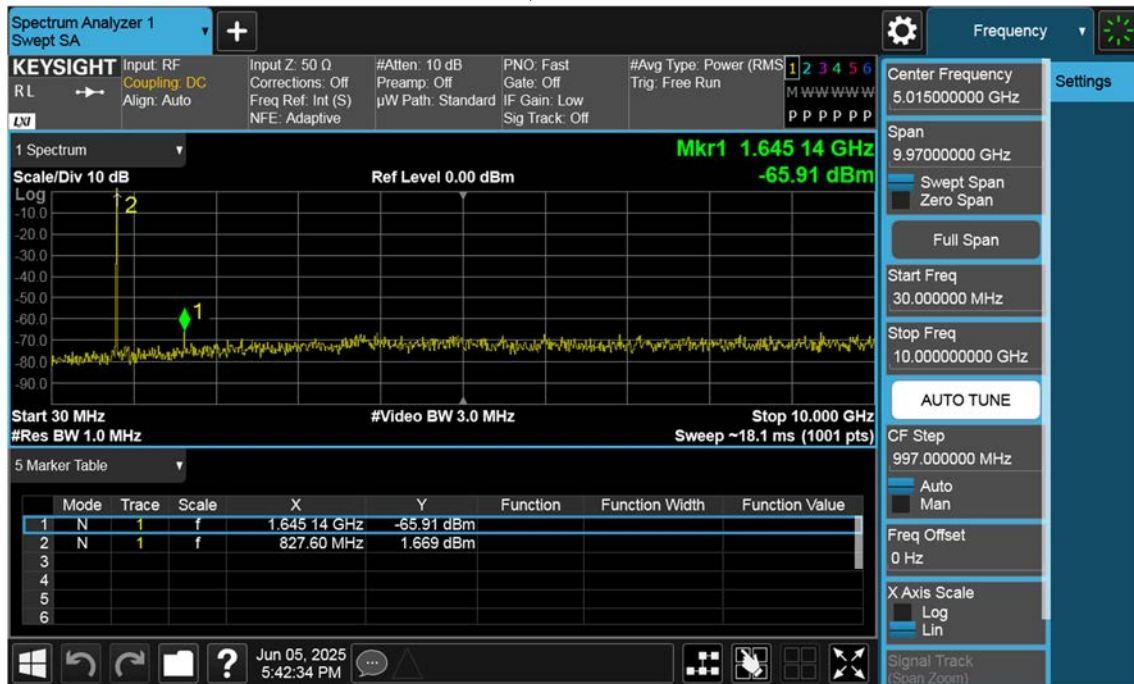 Spectrum Analyzer 1
Swept SA
+
Frequency
KEYSIGHT
RL
LXI
Input: RF
Coupling: DC
Align: Auto
Input Z: 50 Ω
Corrections: Off
Freq Ref: Int (S)
NFE: Adaptive
#Atten: 10 dB
Preamp: Off
µW Path: Standard
PNO: Fast
Gate: Off
IF Gain: Low
Sig Track: Off
#Avg Type: Power (RMS
Trig: Free Run
1 2 3 4 5 6
M W W W W W
P P P P P P
Center Frequency
5.015000000 GHz
Settings
Span
9.97000000 GHz
Swept Span
Zero Span
Full Span
Start Freq
30.000000 MHz
Stop Freq
10.000000000 GHz
AUTO TUNE
CF Step
997.000000 MHz
Auto
Man
Freq Offset
0 Hz
X Axis Scale
Log
Lin
Signal Track
(Span Zoom)
1 Spectrum
Mkr1 1.645 14 GHz
Scale/Div 10 dB
Ref Level 0.00 dBm
-65.91 dBm
Log
2
-10.0
-20.0
-30.0
-40.0
-50.0
1
-60.0
-70.0
-80.0
-90.0
Start 30 MHz
#Video BW 3.0 MHz
Stop 10.000 GHz
#Res BW 1.0 MHz
Sweep ~18.1 ms (1001 pts)
5 Marker Table
Mode Trace Scale X Y Function Function Width Function Value
1 N 1 f 1.645 14 GHz -65.91 dBm
2 N 1 f 827.60 MHz 1.669 dBm
3
4
5
6
?
Jun 05, 2025
5:42:34 PM